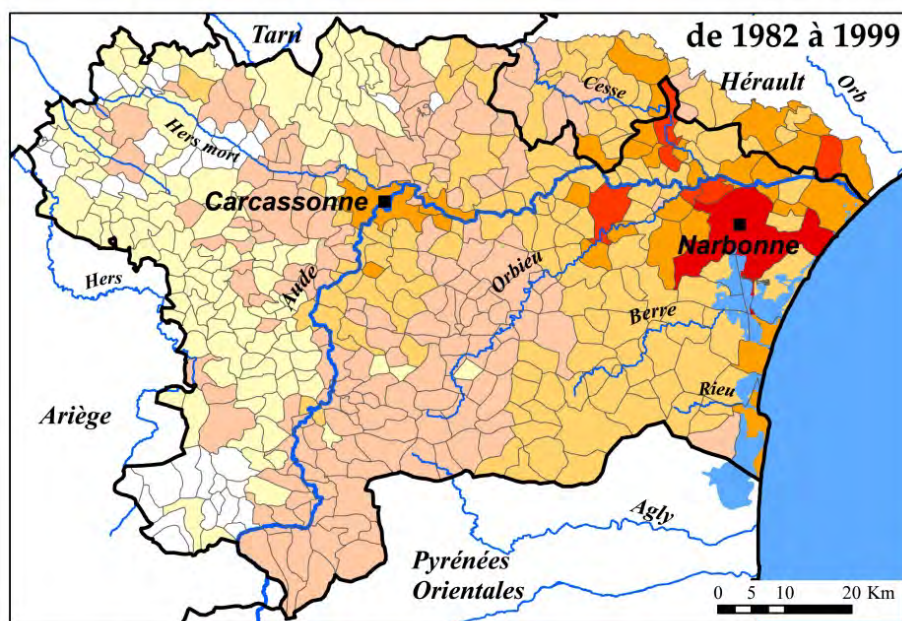 de 1982 à 1999
Tarn
Hérault
Orb
Cesse
Hers mort
Carcassonne
Narbonne
Hers
Aude
Orbieu
Berre
Rieu
Ariège
Agly
Pyrénées
Orientales
0 5 10 20 Km